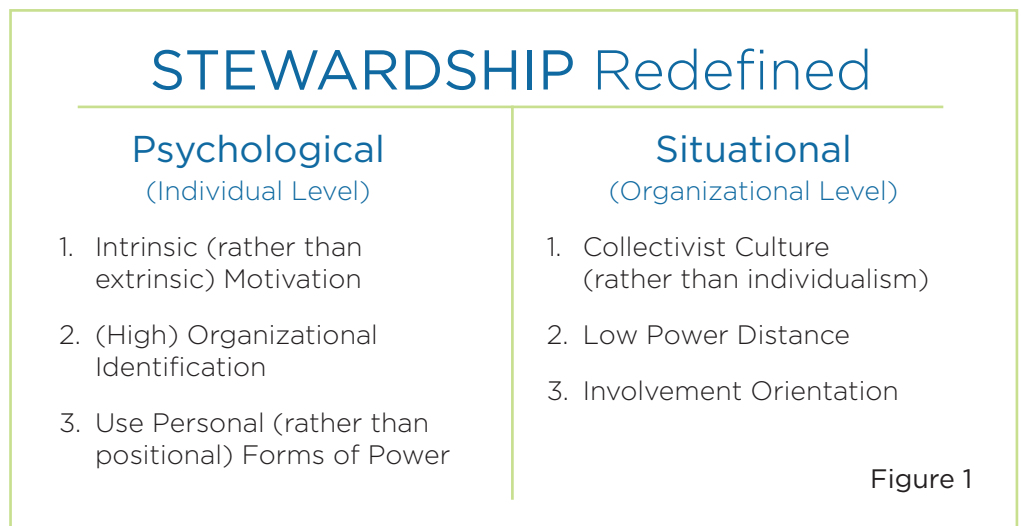 STEWARDSHIP Redefined
Psychological
(Individual Level)
1. Intrinsic (rather than
extrinsic) Motivation
2. (High) Organizational
Identification
3. Use Personal (rather than
positional) Forms of Power
Situational
(Organizational Level)
1. Collectivist Culture
(rather than individualism)
2. Low Power Distance
3. Involvement Orientation
Figure 1